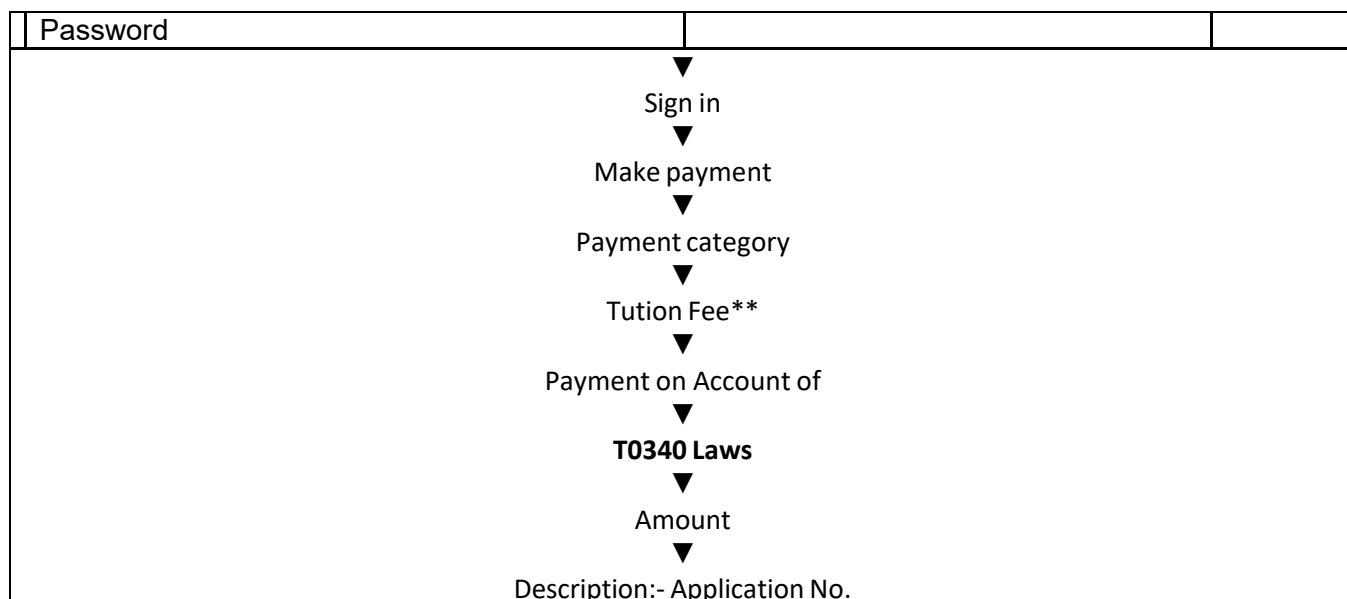 Password
▼
Sign in
▼
Make payment
▼
Payment category
▼
Tution Fee**
▼
Payment on Account of
▼
T0340 Laws
▼
Amount
▼
Description:- Application No.